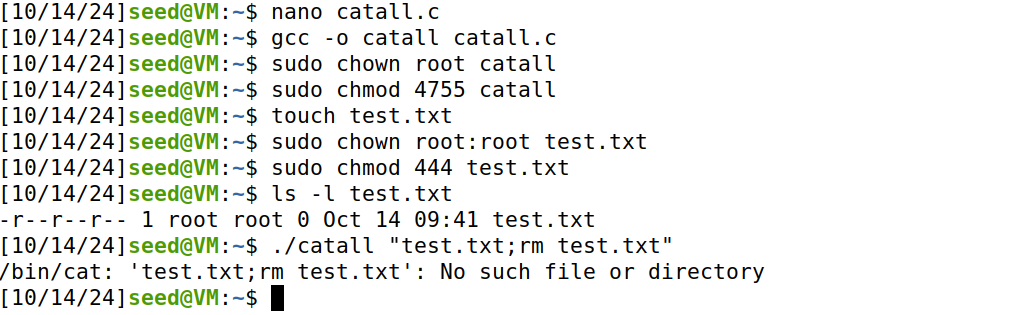 [10/14/24]seed@VM:~$ nano catall.c
[10/14/24]seed@VM:~$ gcc -o catall catall.c
[10/14/24]seed@VM:~$ sudo chown root catall
[10/14/24]seed@VM:~$ sudo chmod 4755 catall
[10/14/24]seed@VM:~$ touch test.txt
[10/14/24]seed@VM:~$ sudo chown root:root test.txt
[10/14/24]seed@VM:~$ sudo chmod 444 test.txt
[10/14/24]seed@VM:~$ ls -l test.txt
-r--r--r-- 1 root root 0 Oct 14 09:41 test.txt
[10/14/24]seed@VM:~$ ./catall "test.txt;rm test.txt"
/bin/cat: 'test.txt;rm test.txt': No such file or directory
[10/14/24]seed@VM:~$